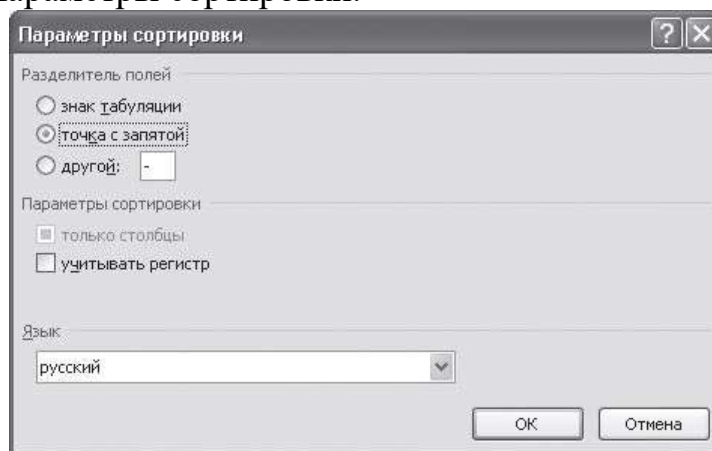 параметры сортировки.
Параметры сортировки
Разделитель полей
знак табуляции
точка с запятой
другой: -
Параметры сортировки
только столбцы
учитывать регистр
Язык
русский
ОК Отмена